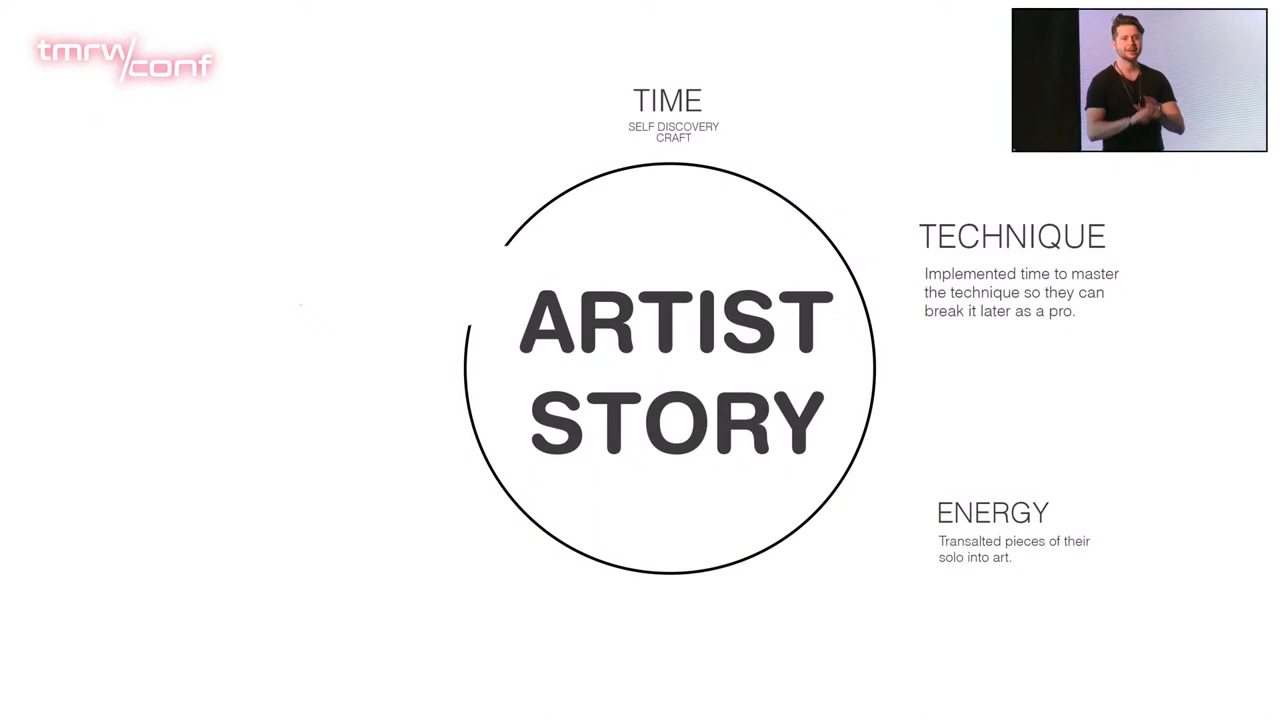 tmrw/
conf
TIME
SELF DISCOVERY
CRAFT
TECHNIQUE
Implemented time to master
the technique so they can
break it later as a pro.
ARTIST
STORY
ENERGY
Transalted pieces of their
solo into art.